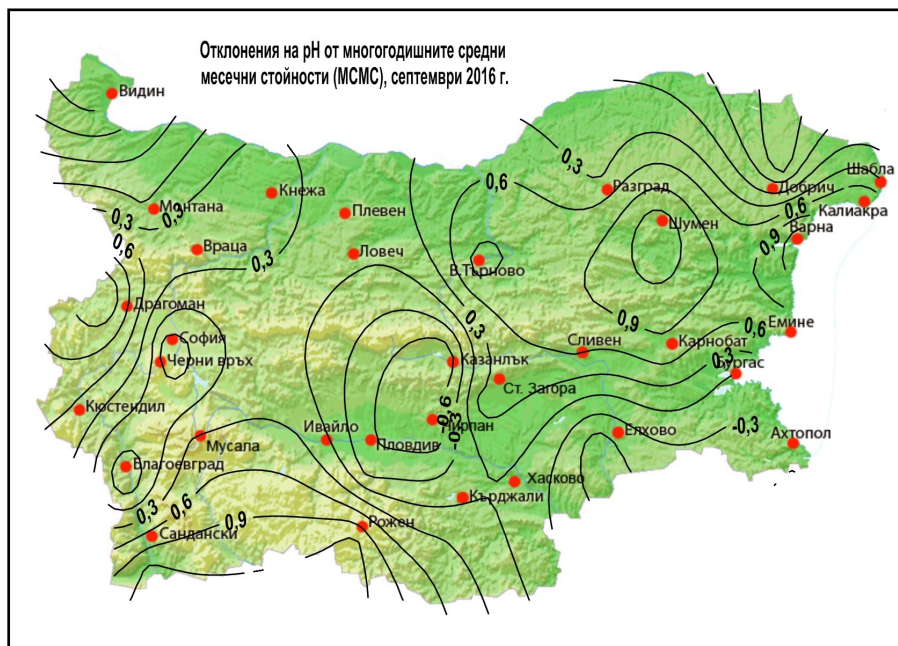 Отклонения на pH от многогодишните средни
месечни стойности (МСМС), септември 2016 г.
Видин
Шабла
Добрич
Кнежа
0,3
0,6
Разград
0,6
Калиакра
Монтана
0,3
0,3
Плевен
Шумен
Варна
0,9
0,6
Враца
0,3
Ловеч
В.Търново
Драгоман
0,9
0,3
0,6
Емине
София
Сливен
Карнобат
Черни връх
Казанлък
0,3
Бургас
Ст. Загора
Кюстендил
-0,6
-0,3
Чирпан
-0,3
Мусала
Ивайло
Пловдив
Елхово
Ахтопол
Благоевград
Хасково
Кърджали
0,3
0,6
0,9
Рожен
Сандански